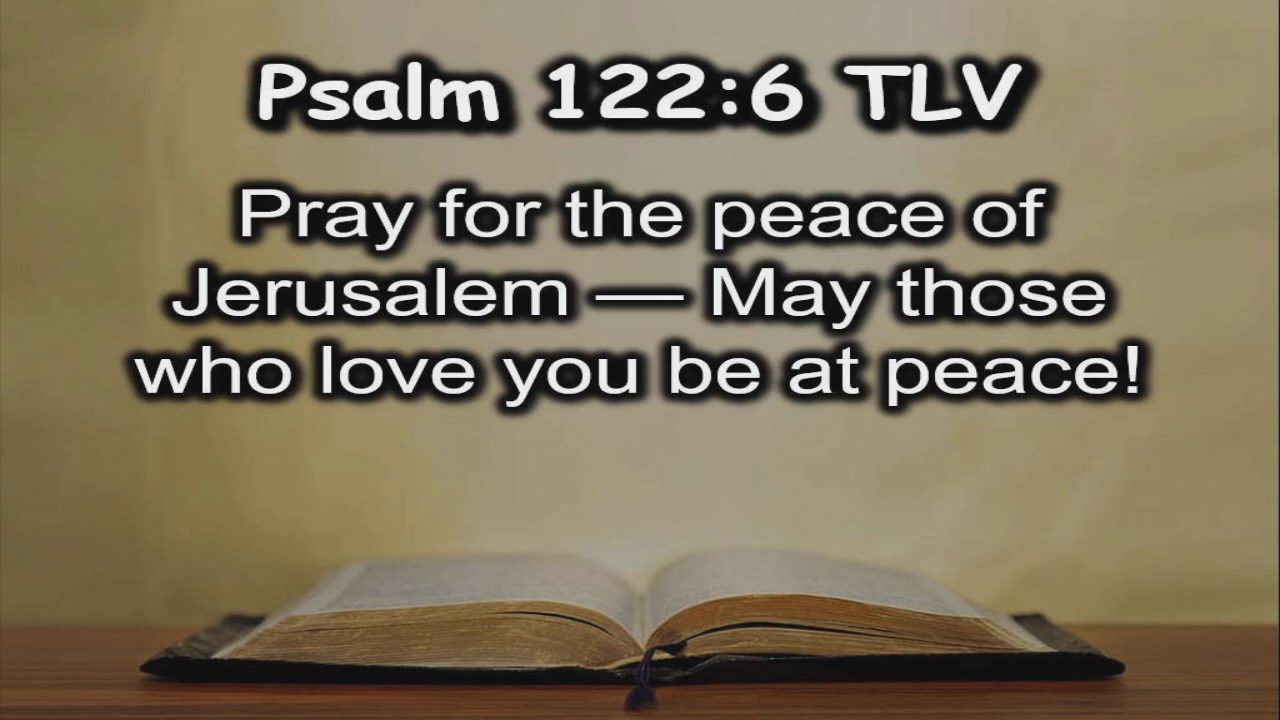 Psalm 122:6 TLV
Pray for the peace of
Jerusalem — May those
who love you be at peace!